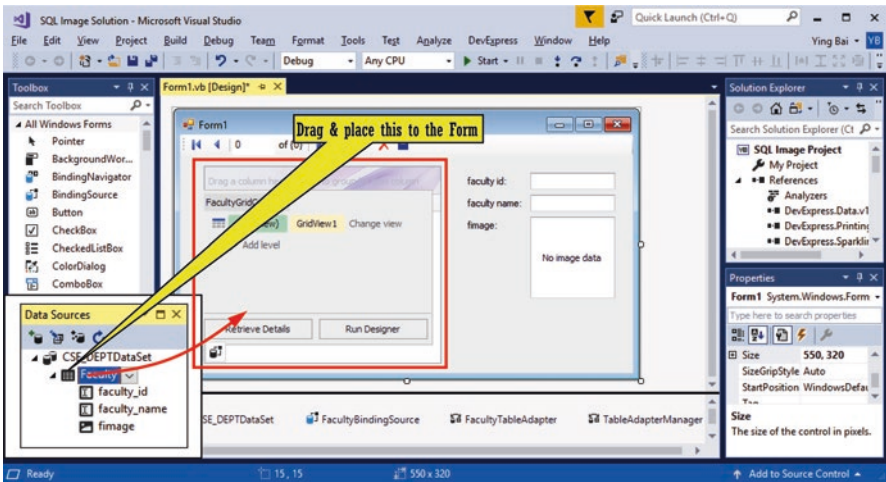 SQL Image Solution - Microsoft Visual Studio
Quick Launch (Ctrl+Q)
File Edit View Project Build Debug Team Format Tools Test Analyze DevExpress Window Help
Ying Bai
YB
Debug
Any CPU
Start
Toolbox
Search Toolbox
All Windows Forms
Pointer
BackgroundWor...
BindingNavigator
BindingSource
Button
CheckBox
CheckedListBox
ColorDialog
ComboBox
Form1.vb [Design]*
Form1
Drag & place this to the Form
0
of {0}
Drag a column
FacultyGrid
GridView1
Change view
Add level
Retrieve Details
Run Designer
faculty id:
faculty name:
fimage:
No image data
Data Sources
CSE_DEPTDataSet
Faculty
faculty_id
faculty_name
fimage
SE_DEPTDataSet
FacultyBindingSource
FacultyTableAdapter
TableAdapterManager
Solution Explorer
Search Solution Explorer (Ct
SQL Image Project
My Project
References
Analyzers
DevExpress.Data.v1
DevExpress.Printing
DevExpress.Sparklin
Properties
Form1 System.Windows.Form
Type here to search properties
Size 550, 320
SizeGripStyle Auto
StartPosition WindowsDefau
Size
The size of the control in pixels.
Ready
15 , 15
550 x 320
Add to Source Control